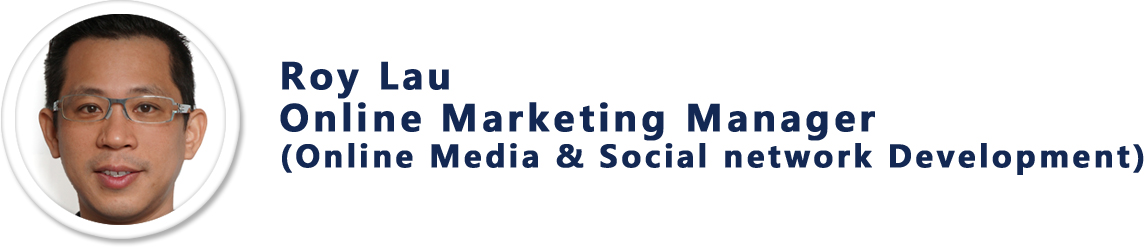 Roy Lau
Online Marketing Manager
(Online Media & Social network Development)